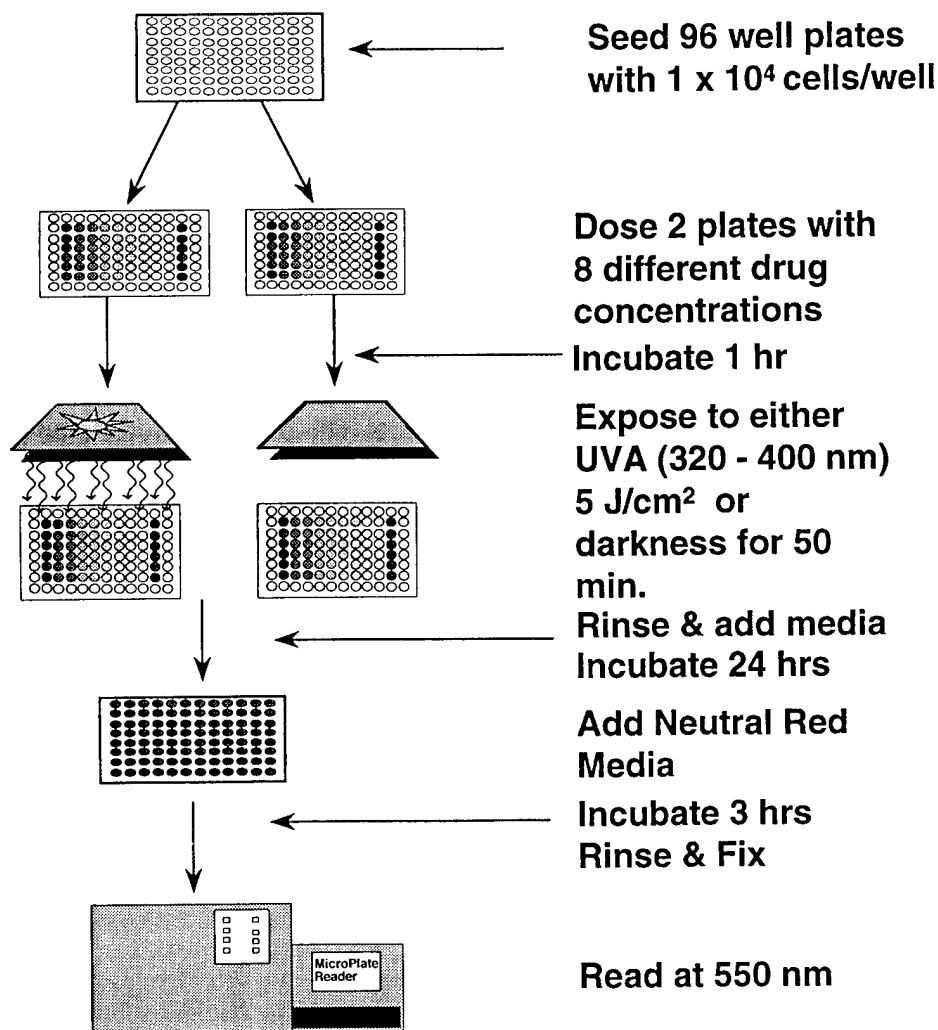 Seed 96 well plates
with 1 x 10⁴ cells/well
Dose 2 plates with
8 different drug
concentrations
Incubate 1 hr
Expose to either
UVA (320 - 400 nm)
5 J/cm² or
darkness for 50
min.
Rinse & add media
Incubate 24 hrs
Add Neutral Red
Media
Incubate 3 hrs
Rinse & Fix
MicroPlate
Reader
Read at 550 nm